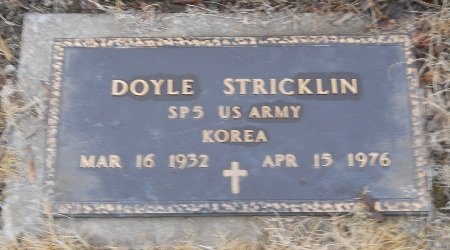 DOYLE STRICKLIN
SP5 US ARMY
KOREA
MAR 16 1932 APR 15 1976